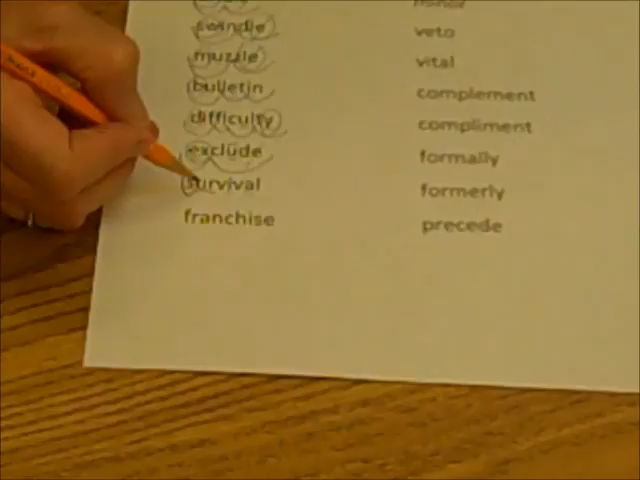 swindle veto
muzzle vital
bulletin complement
difficulty compliment
exclude formally
survival formerly
franchise precede